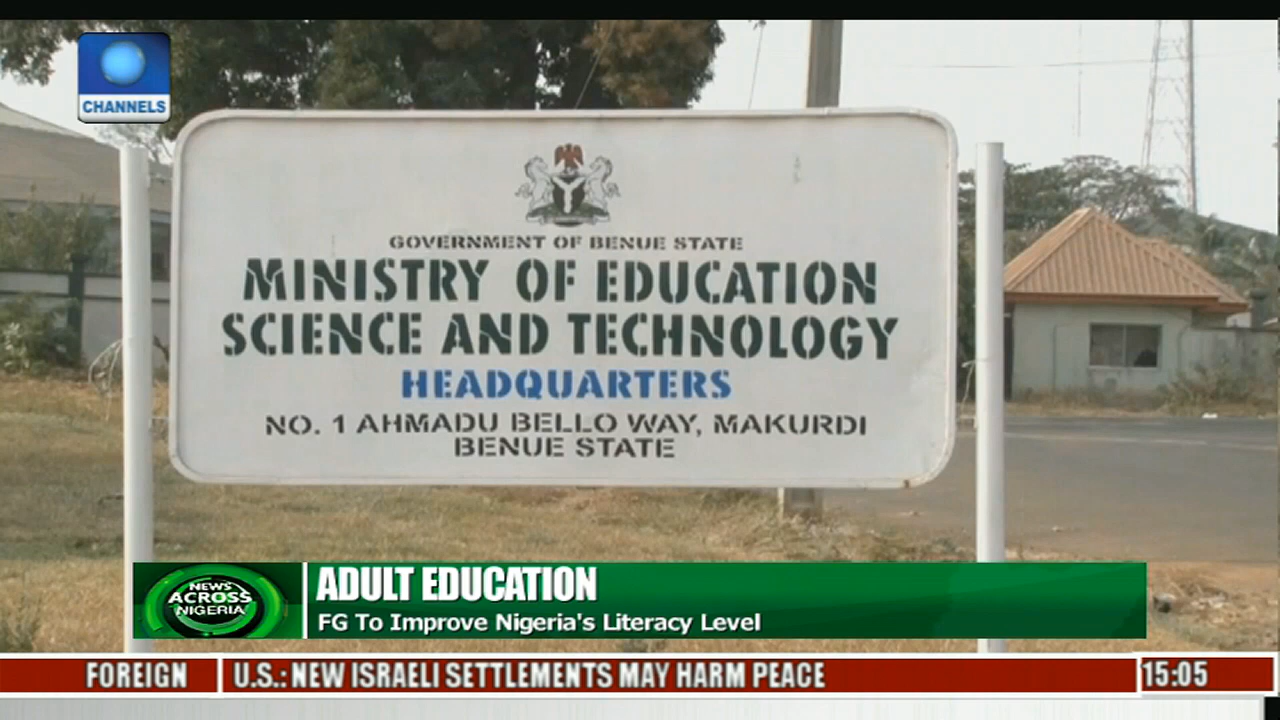 CHANNELS
GOVERNMENT OF BENUE STATE
MINISTRY OF EDUCATION
SCIENCE AND TECHNOLOGY
HEADQUARTERS
NO. 1 AHMADU BELLO WAY, MAKURDI
BENUE STATE
NEWS
ACROSS
NIGERIA
ADULT EDUCATION
FG To Improve Nigeria's Literacy Level
FOREIGN
U.S.: NEW ISRAELI SETTLEMENTS MAY HARM PEACE
15:05